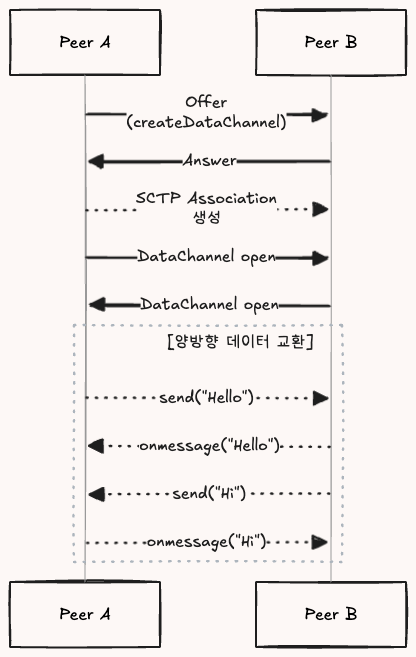 Peer A
Peer B
Offer
(createDataChannel)
Answer
SCTP Association
생성
DataChannel open
DataChannel open
[양방향 데이터 교환]
send("Hello")
onmessage("Hello")
send("Hi")
onmessage("Hi")
Peer A
Peer B